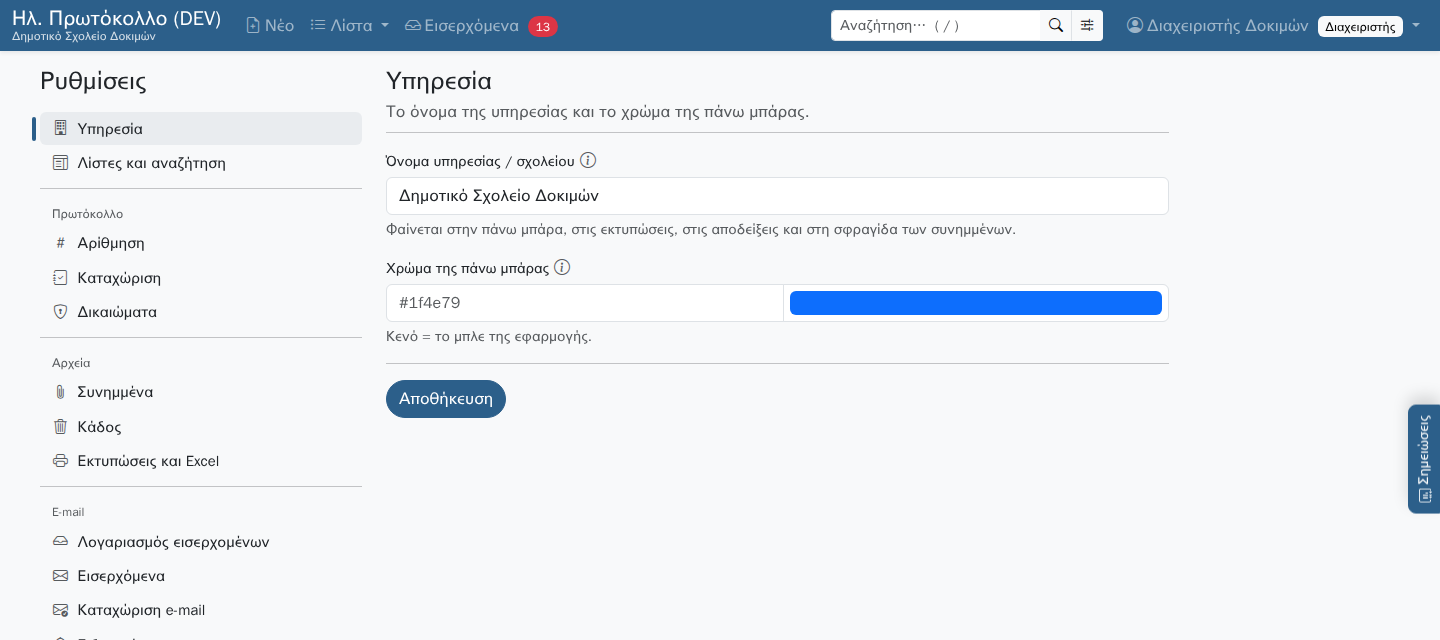 Ηλ. Πρωτόκολλο (DEV)
Δημοτικό Σχολείο Δοκιμών
Νέο
Λίστα
Εισερχόμενα 13
Αναζήτηση… ( / )
Διαχειριστής Δοκιμών Διαχειριστής
Ρυθμίσεις
Υπηρεσία
Λίστες και αναζήτηση
Πρωτόκολλο
# Αρίθμηση
Καταχώριση
Δικαιώματα
Αρχεία
Συνημμένα
Κάδος
Εκτυπώσεις και Excel
E-mail
Λογαριασμός εισερχομένων
Εισερχόμενα
Καταχώριση e-mail
Υπηρεσία
Το όνομα της υπηρεσίας και το χρώμα της πάνω μπάρας.
Όνομα υπηρεσίας / σχολείου
Δημοτικό Σχολείο Δοκιμών
Φαίνεται στην πάνω μπάρα, στις εκτυπώσεις, στις αποδείξεις και στη σφραγίδα των συνημμένων.
Χρώμα της πάνω μπάρας
#1f4e79
Κενό = το μπλε της εφαρμογής.
Αποθήκευση
Σημειώσεις